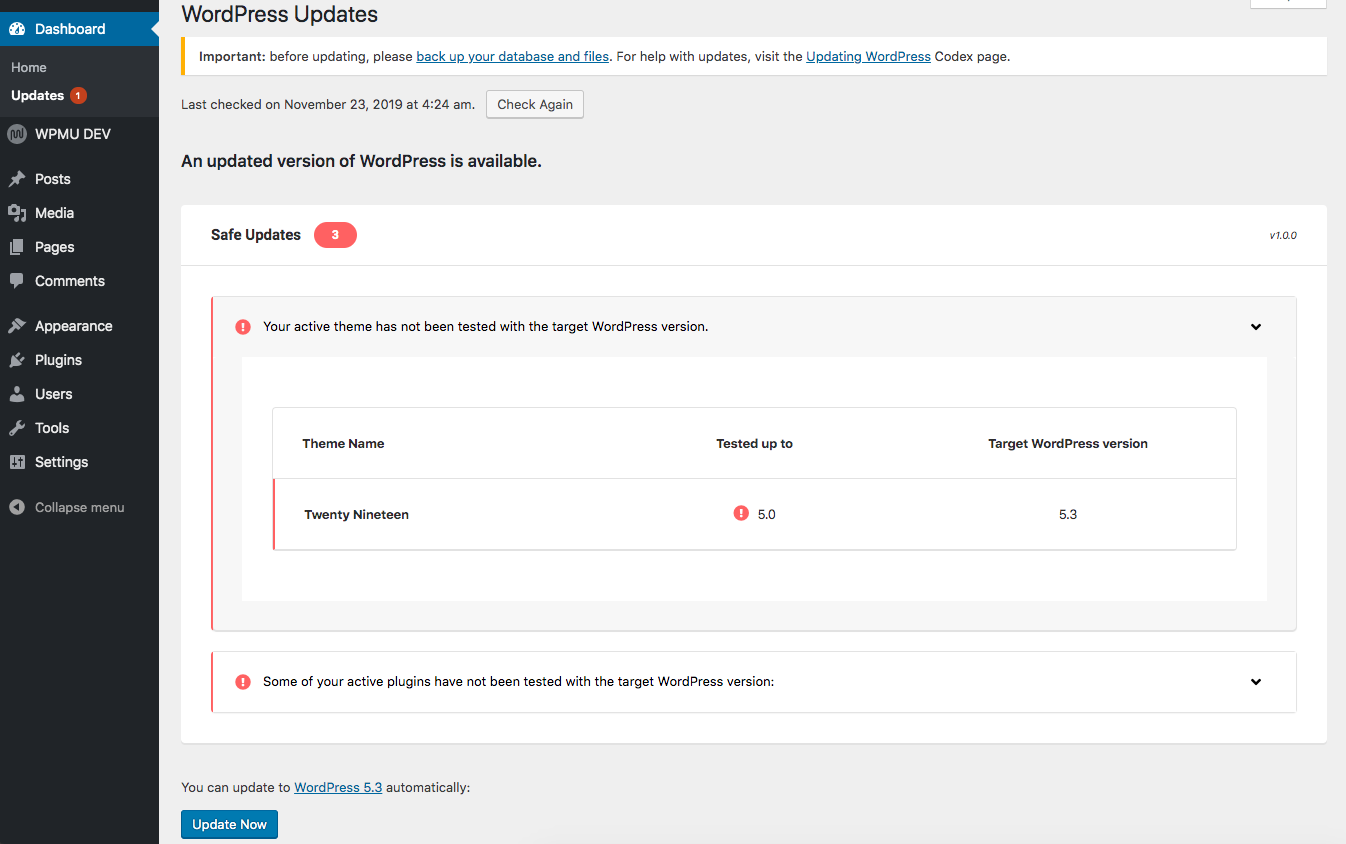 Dashboard
Home
Updates 1
WPMU DEV
Posts
Media
Pages
Comments
Appearance
Plugins
Users
Tools
Settings
Collapse menu
WordPress Updates
Important: before updating, please back up your database and files. For help with updates, visit the Updating WordPress Codex page.
Last checked on November 23, 2019 at 4:24 am. Check Again
An updated version of WordPress is available.
Safe Updates 3 v1.0.0
Your active theme has not been tested with the target WordPress version.
Theme Name Tested up to Target WordPress version
Twenty Nineteen 5.0 5.3
Some of your active plugins have not been tested with the target WordPress version:
You can update to WordPress 5.3 automatically:
Update Now